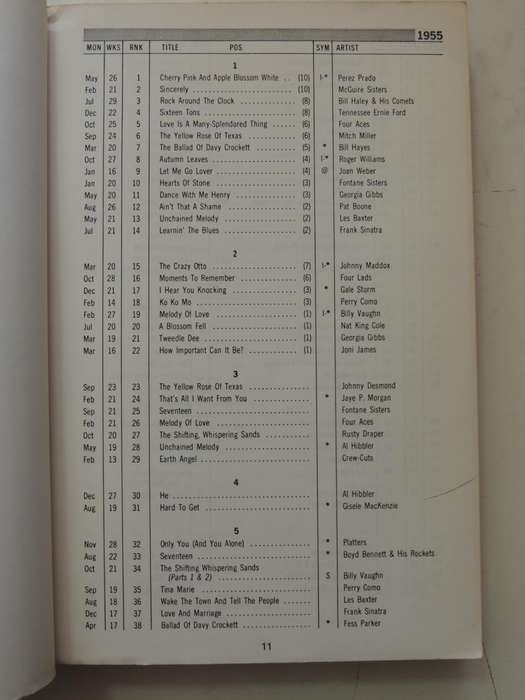 1955
MON WKS RNK TITLE POS SYM ARTIST
1
May 26 1 Cherry Pink And Apple Blossom White .. (10) I-* Perez Prado
Feb 21 2 Sincerely ........................ (10) McGuire Sisters
Jul 29 3 Rock Around The Clock .............. (8) Bill Haley & His Comets
Dec 22 4 Sixteen Tons ....................... (8) Tennessee Ernie Ford
Oct 25 5 Love Is A Many-Splendored Thing ...... (6) Four Aces
Sep 24 6 The Yellow Rose Of Texas ............ (6) Mitch Miller
Mar 20 7 The Ballad Of Davy Crockett .......... (5) * Bill Hayes
Oct 27 8 Autumn Leaves ..................... (4) I-* Roger Williams
Jan 16 9 Let Me Go Lover .................... (4) @ Joan Weber
Jan 20 10 Hearts Of Stone .................... (3) Fontane Sisters
May 20 11 Dance With Me Henry ................ (3) Georgia Gibbs
Aug 26 12 Ain't That A Shame ................. (2) Pat Boone
May 21 13 Unchained Melody ................... (2) Les Baxter
Jul 21 14 Learnin' The Blues .................. (2) Frank Sinatra
2
Mar 20 15 The Crazy Otto ..................... (7) I-* Johnny Maddox
Oct 28 16 Moments To Remember ............... (6) Four Lads
Dec 21 17 I Hear You Knocking ................ (3) * Gale Storm
Feb 14 18 Ko Ko Mo ......................... (3) Perry Como
Feb 27 19 Melody Of Love .................... (1) I-* Billy Vaughn
Jul 20 20 A Blossom Fell ..................... (1) Nat King Cole
Mar 19 21 Tweedle Dee ....................... (1) Georgia Gibbs
Mar 16 22 How Important Can It Be? ............ (1) Joni James
3
Sep 23 23 The Yellow Rose Of Texas ............... Johnny Desmond
Feb 21 24 That's All I Want From You .............. * Jaye P. Morgan
Sep 21 25 Seventeen ........................... Fontane Sisters
Feb 21 26 Melody Of Love ....................... Four Aces
Oct 20 27 The Shifting, Whispering Sands ........... Rusty Draper
May 19 28 Unchained Melody ..................... * Al Hibbler
Feb 13 29 Earth Angel .......................... Crew-Cuts
4
Dec 27 30 He ................................. Al Hibbler
Aug 19 31 Hard To Get .......................... * Gisele MacKenzie
5
Nov 28 32 Only You (And You Alone) ............... * Platters
Aug 22 33 Seventeen ........................... * Boyd Bennett & His Rockets
Oct 21 34 The Shifting Whispering Sands
(Parts 1 & 2) ...................... S Billy Vaughn
Sep 19 35 Tina Marie ........................... Perry Como
Aug 18 36 Wake The Town And Tell The People ....... Les Baxter
Dec 17 37 Love And Marriage ..................... Frank Sinatra
Apr 17 38 Ballad Of Davy Crockett ................. * Fess Parker
11